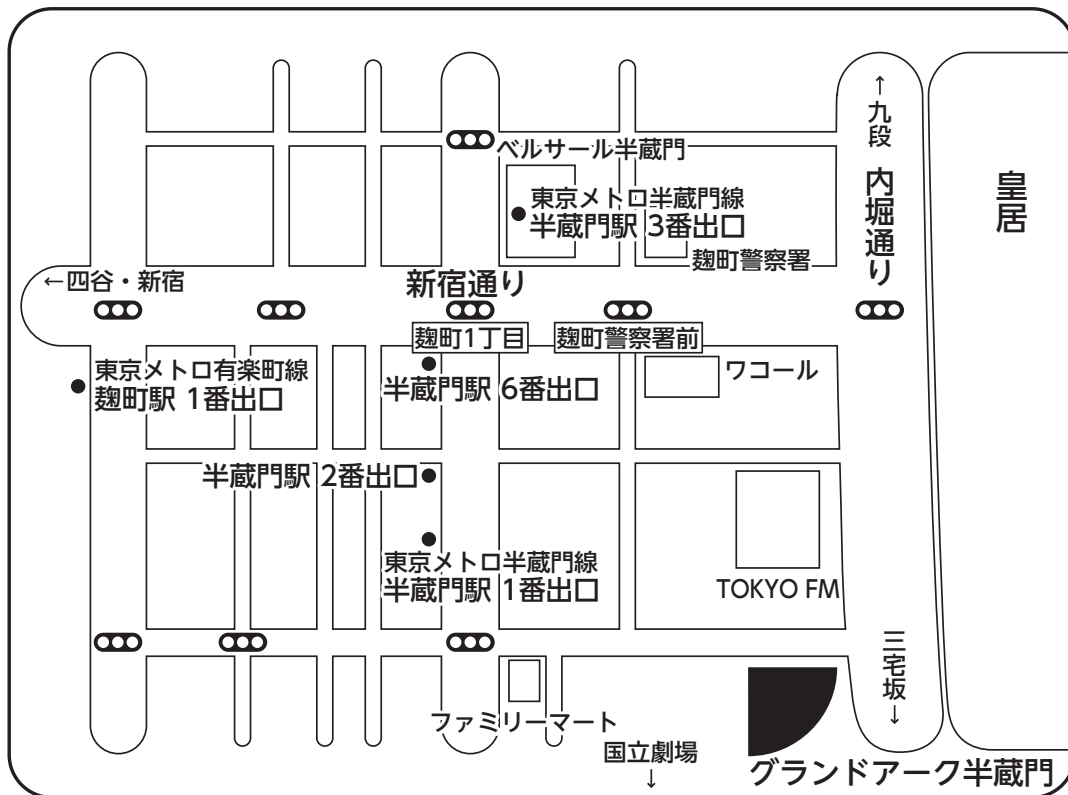 ↑
九段
内堀通り
皇居
ベルサール半蔵門
東京メトロ半蔵門線
半蔵門駅 3番出口
麹町警察署
←四谷・新宿
新宿通り
麹町1丁目
麹町警察署前
東京メトロ有楽町線
麹町駅 1番出口
半蔵門駅 6番出口
ワコール
半蔵門駅 2番出口
東京メトロ半蔵門線
半蔵門駅 1番出口
TOKYO FM
三宅坂
↓
ファミリーマート
国立劇場
↓
グランドアーク半蔵門